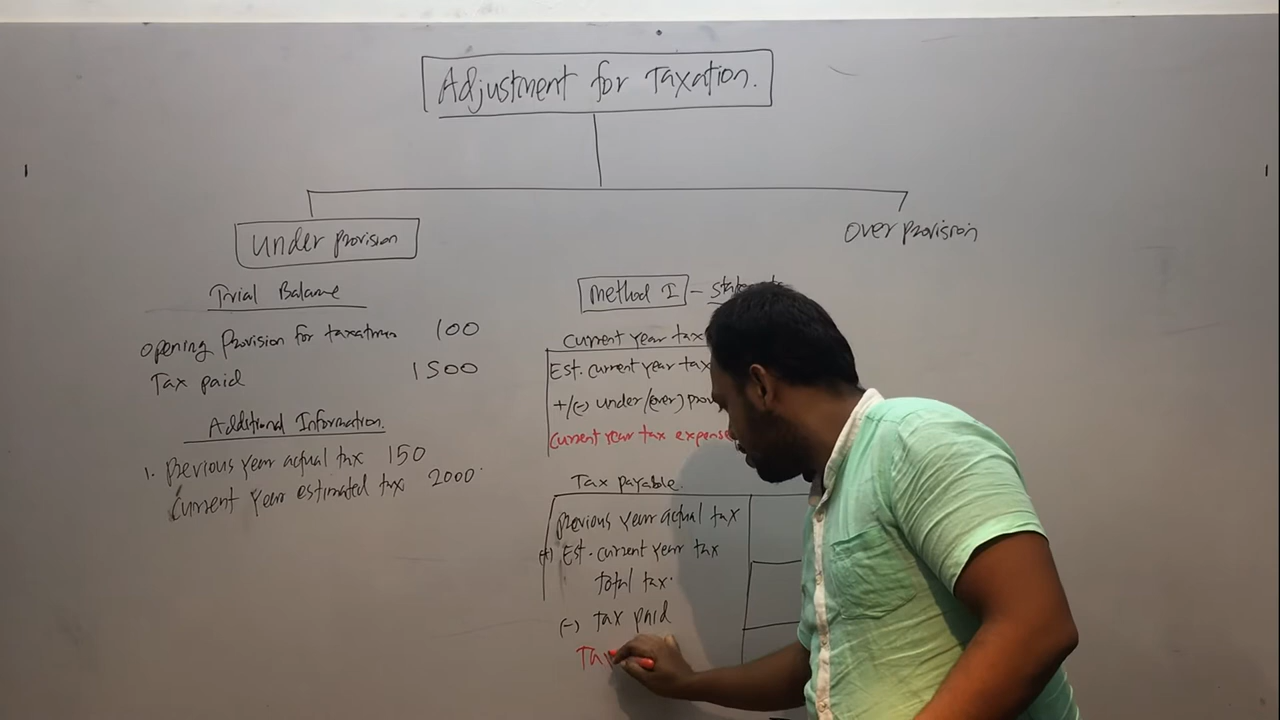 Adjustment for Taxation.
Under provision
Over provision
Trial Balance
Opening Provision for taxation 100
Tax paid 1500
Additional Information.
1. Previous Year actual tax 150
Current Year estimated tax 2000
Method I -
Current year tax
Est. current year tax
+/(-) under/(over)
Current year tax expense
Tax payable.
Previous Year actual tax
(+) Est. current year tax
total tax.
(-) tax paid